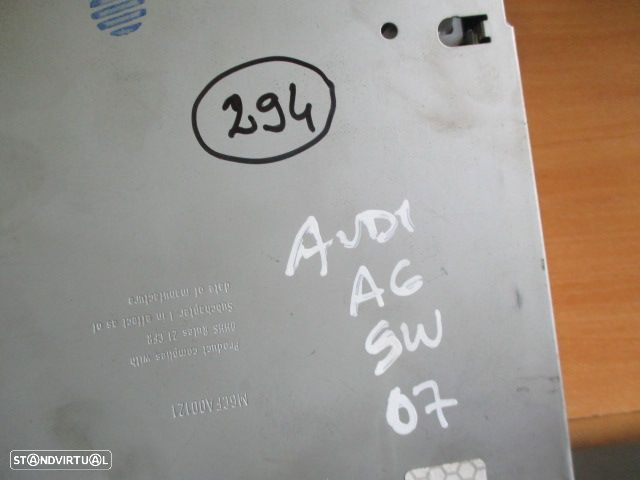 294
AUDI
A6
SW
07
Product complies with
DHHS Rules 21 CFR
Subchapter J in effect as of
date of manufacture
M6CFA00121
STANDVIRTUAL